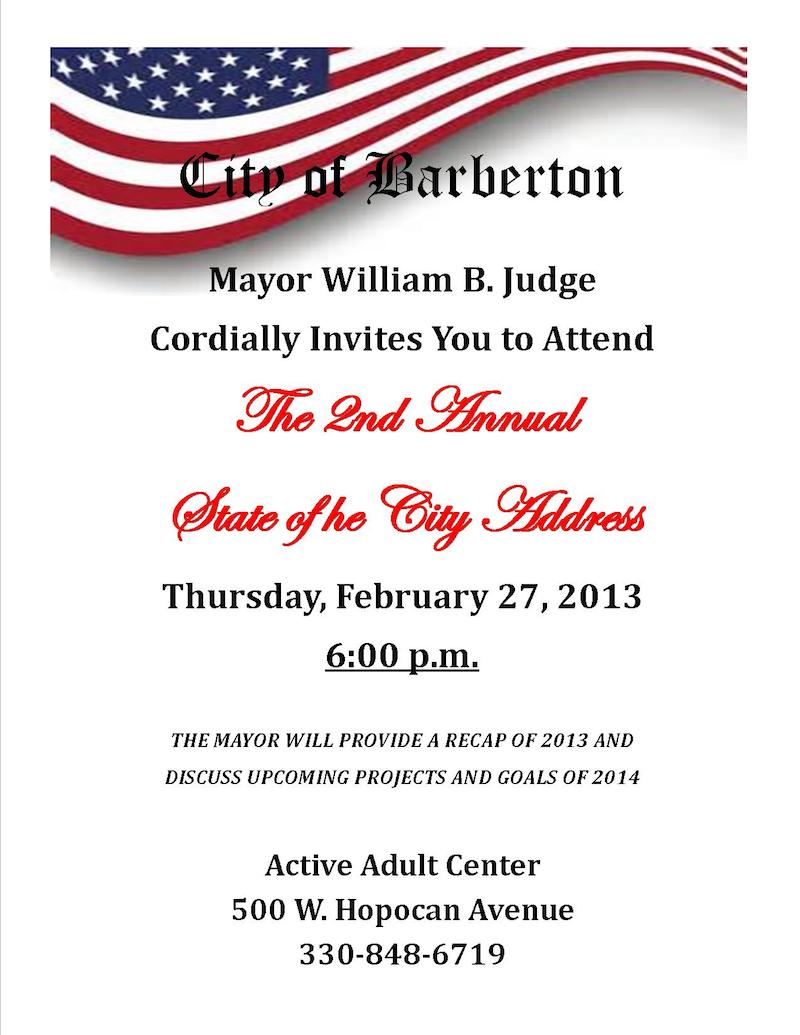 City of Barberton
Mayor William B. Judge
Cordially Invites You to Attend
The 2nd Annual
State of he City Address
Thursday, February 27, 2013
6:00 p.m.
THE MAYOR WILL PROVIDE A RECAP OF 2013 AND
DISCUSS UPCOMING PROJECTS AND GOALS OF 2014
Active Adult Center
500 W. Hopocan Avenue
330-848-6719